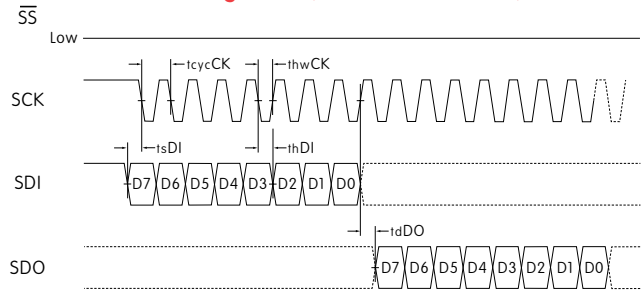 SS
Low
tcycCK
thwCK
SCK
tsDI
thDI
SDI
D7 D6 D5 D4 D3 D2 D1 D0
tdDO
SDO
D7 D6 D5 D4 D3 D2 D1 D0